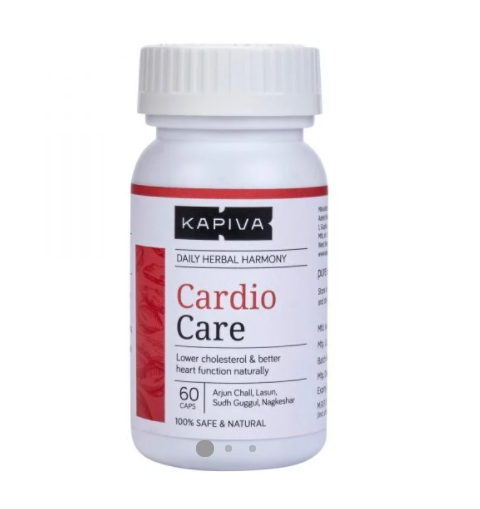 KAPIVA
DAILY HERBAL HARMONY
Cardio
Care
Lower cholesterol & better
heart function naturally
60
CAPS
Arjun Chall, Lasun,
Sudh Guggul, Nagkeshar
100% SAFE & NATURAL